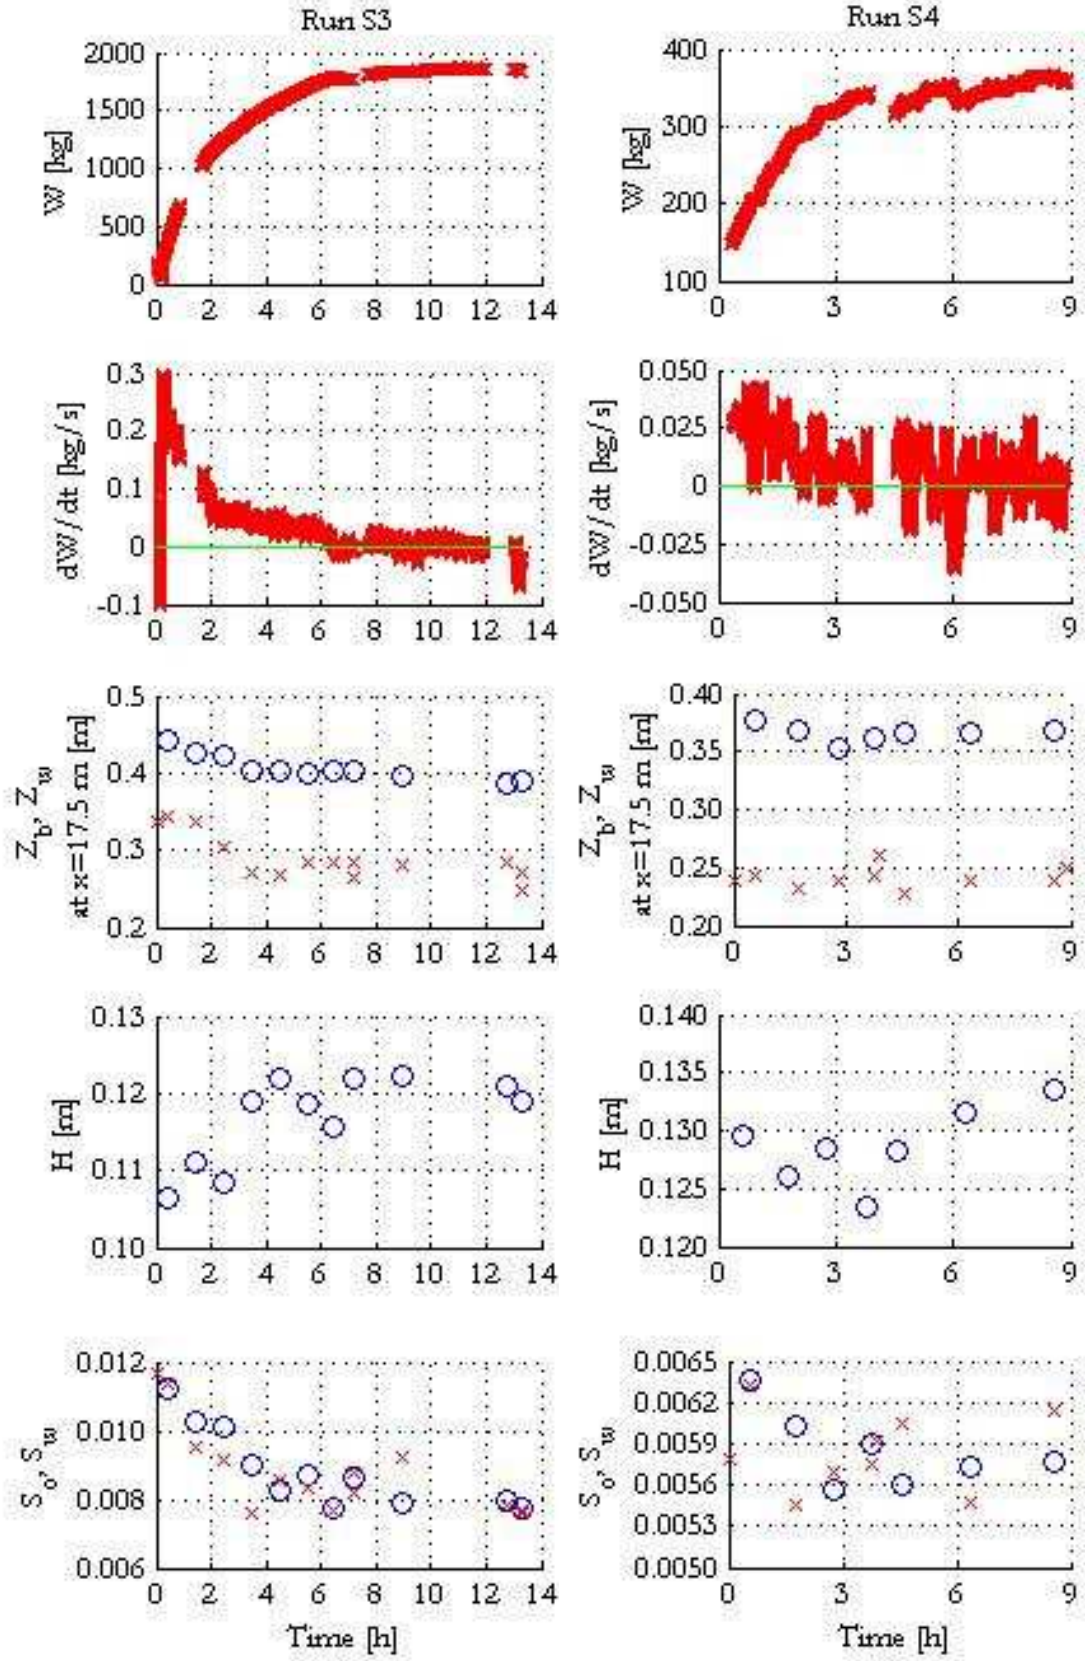 Run S3
Run S4
2000
1500
1000
500
0
W [kg]
0 2 4 6 8 10 12 14
400
300
200
100
W [kg]
0 3 6 9
0.3
0.2
0.1
0
-0.1
dW/dt [kg/s]
0 2 4 6 8 10 12 14
0.050
0.025
0
-0.025
-0.050
dW/dt [kg/s]
0 3 6 9
0.5
0.4
0.3
0.2
Z_b, Z_w
at x=17.5 m [m]
0 2 4 6 8 10 12 14
0.40
0.35
0.30
0.25
0.20
Z_b, Z_w
at x=17.5 m [m]
0 3 6 9
0.13
0.12
0.11
0.10
H [m]
0 2 4 6 8 10 12 14
0.140
0.135
0.130
0.125
0.120
H [m]
0 3 6 9
0.012
0.010
0.008
0.006
S_o, S_w
0 2 4 6 8 10 12 14
Time [h]
0.0065
0.0062
0.0059
0.0056
0.0053
0.0050
S_o, S_w
0 3 6 9
Time [h]